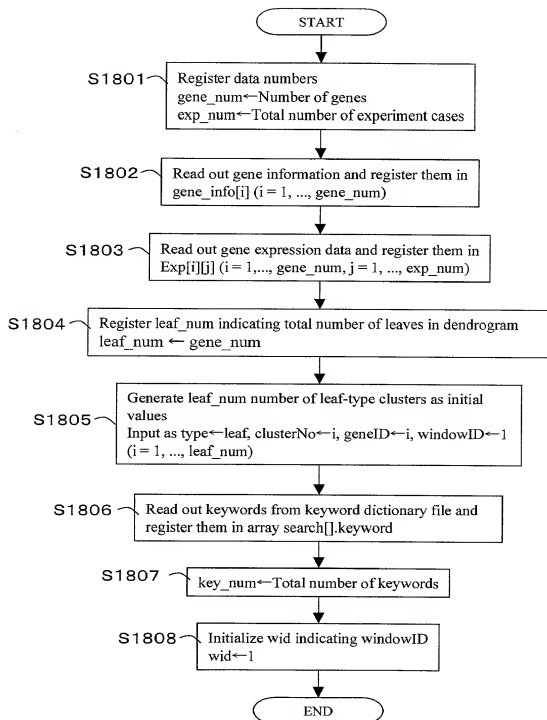 START
S1801
Register data numbers
gene_num←Number of genes
exp_num←Total number of experiment cases
S1802
Read out gene information and register them in
gene_info[i] (i = 1, ..., gene_num)
S1803
Read out gene expression data and register them in
Exp[i][j] (i = 1,..., gene_num, j = 1, ..., exp_num)
S1804
Register leaf_num indicating total number of leaves in dendrogram
leaf_num ← gene_num
S1805
Generate leaf_num number of leaf-type clusters as initial
values
Input as type←leaf, clusterNo←i, geneID←i, windowID←1
(i = 1, ..., leaf_num)
S1806
Read out keywords from keyword dictionary file and
register them in array search[].keyword
S1807
key_num←Total number of keywords
S1808
Initialize wid indicating windowID
wid←1
END